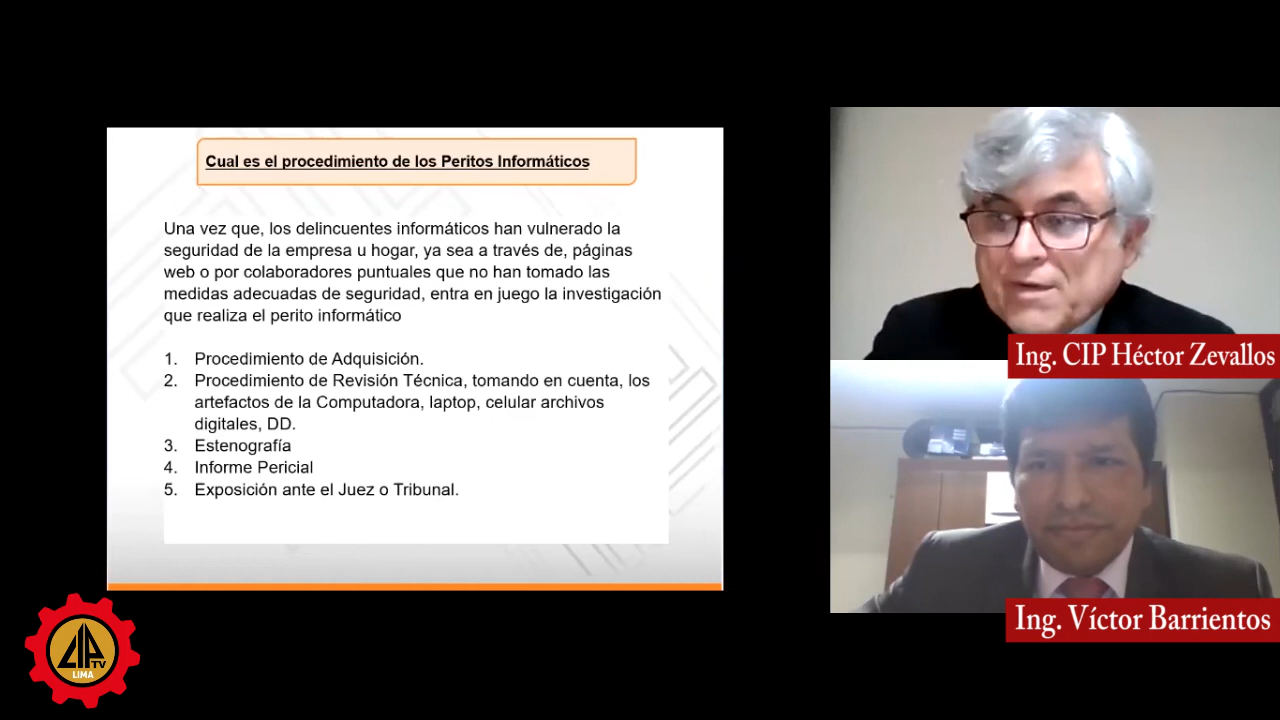 Cual es el procedimiento de los Peritos Informáticos
Una vez que, los delincuentes informáticos han vulnerado la
seguridad de la empresa u hogar, ya sea a través de, páginas
web o por colaboradores puntuales que no han tomado las
medidas adecuadas de seguridad, entra en juego la investigación
que realiza el perito informático
1. Procedimiento de Adquisición.
2. Procedimiento de Revisión Técnica, tomando en cuenta, los
artefactos de la Computadora, laptop, celular archivos
digitales, DD.
3. Estenografía
4. Informe Pericial
5. Exposición ante el Juez o Tribunal.
Ing. CIP Héctor Zevallos
Ing. Víctor Barrientos
CIP TV
LIMA